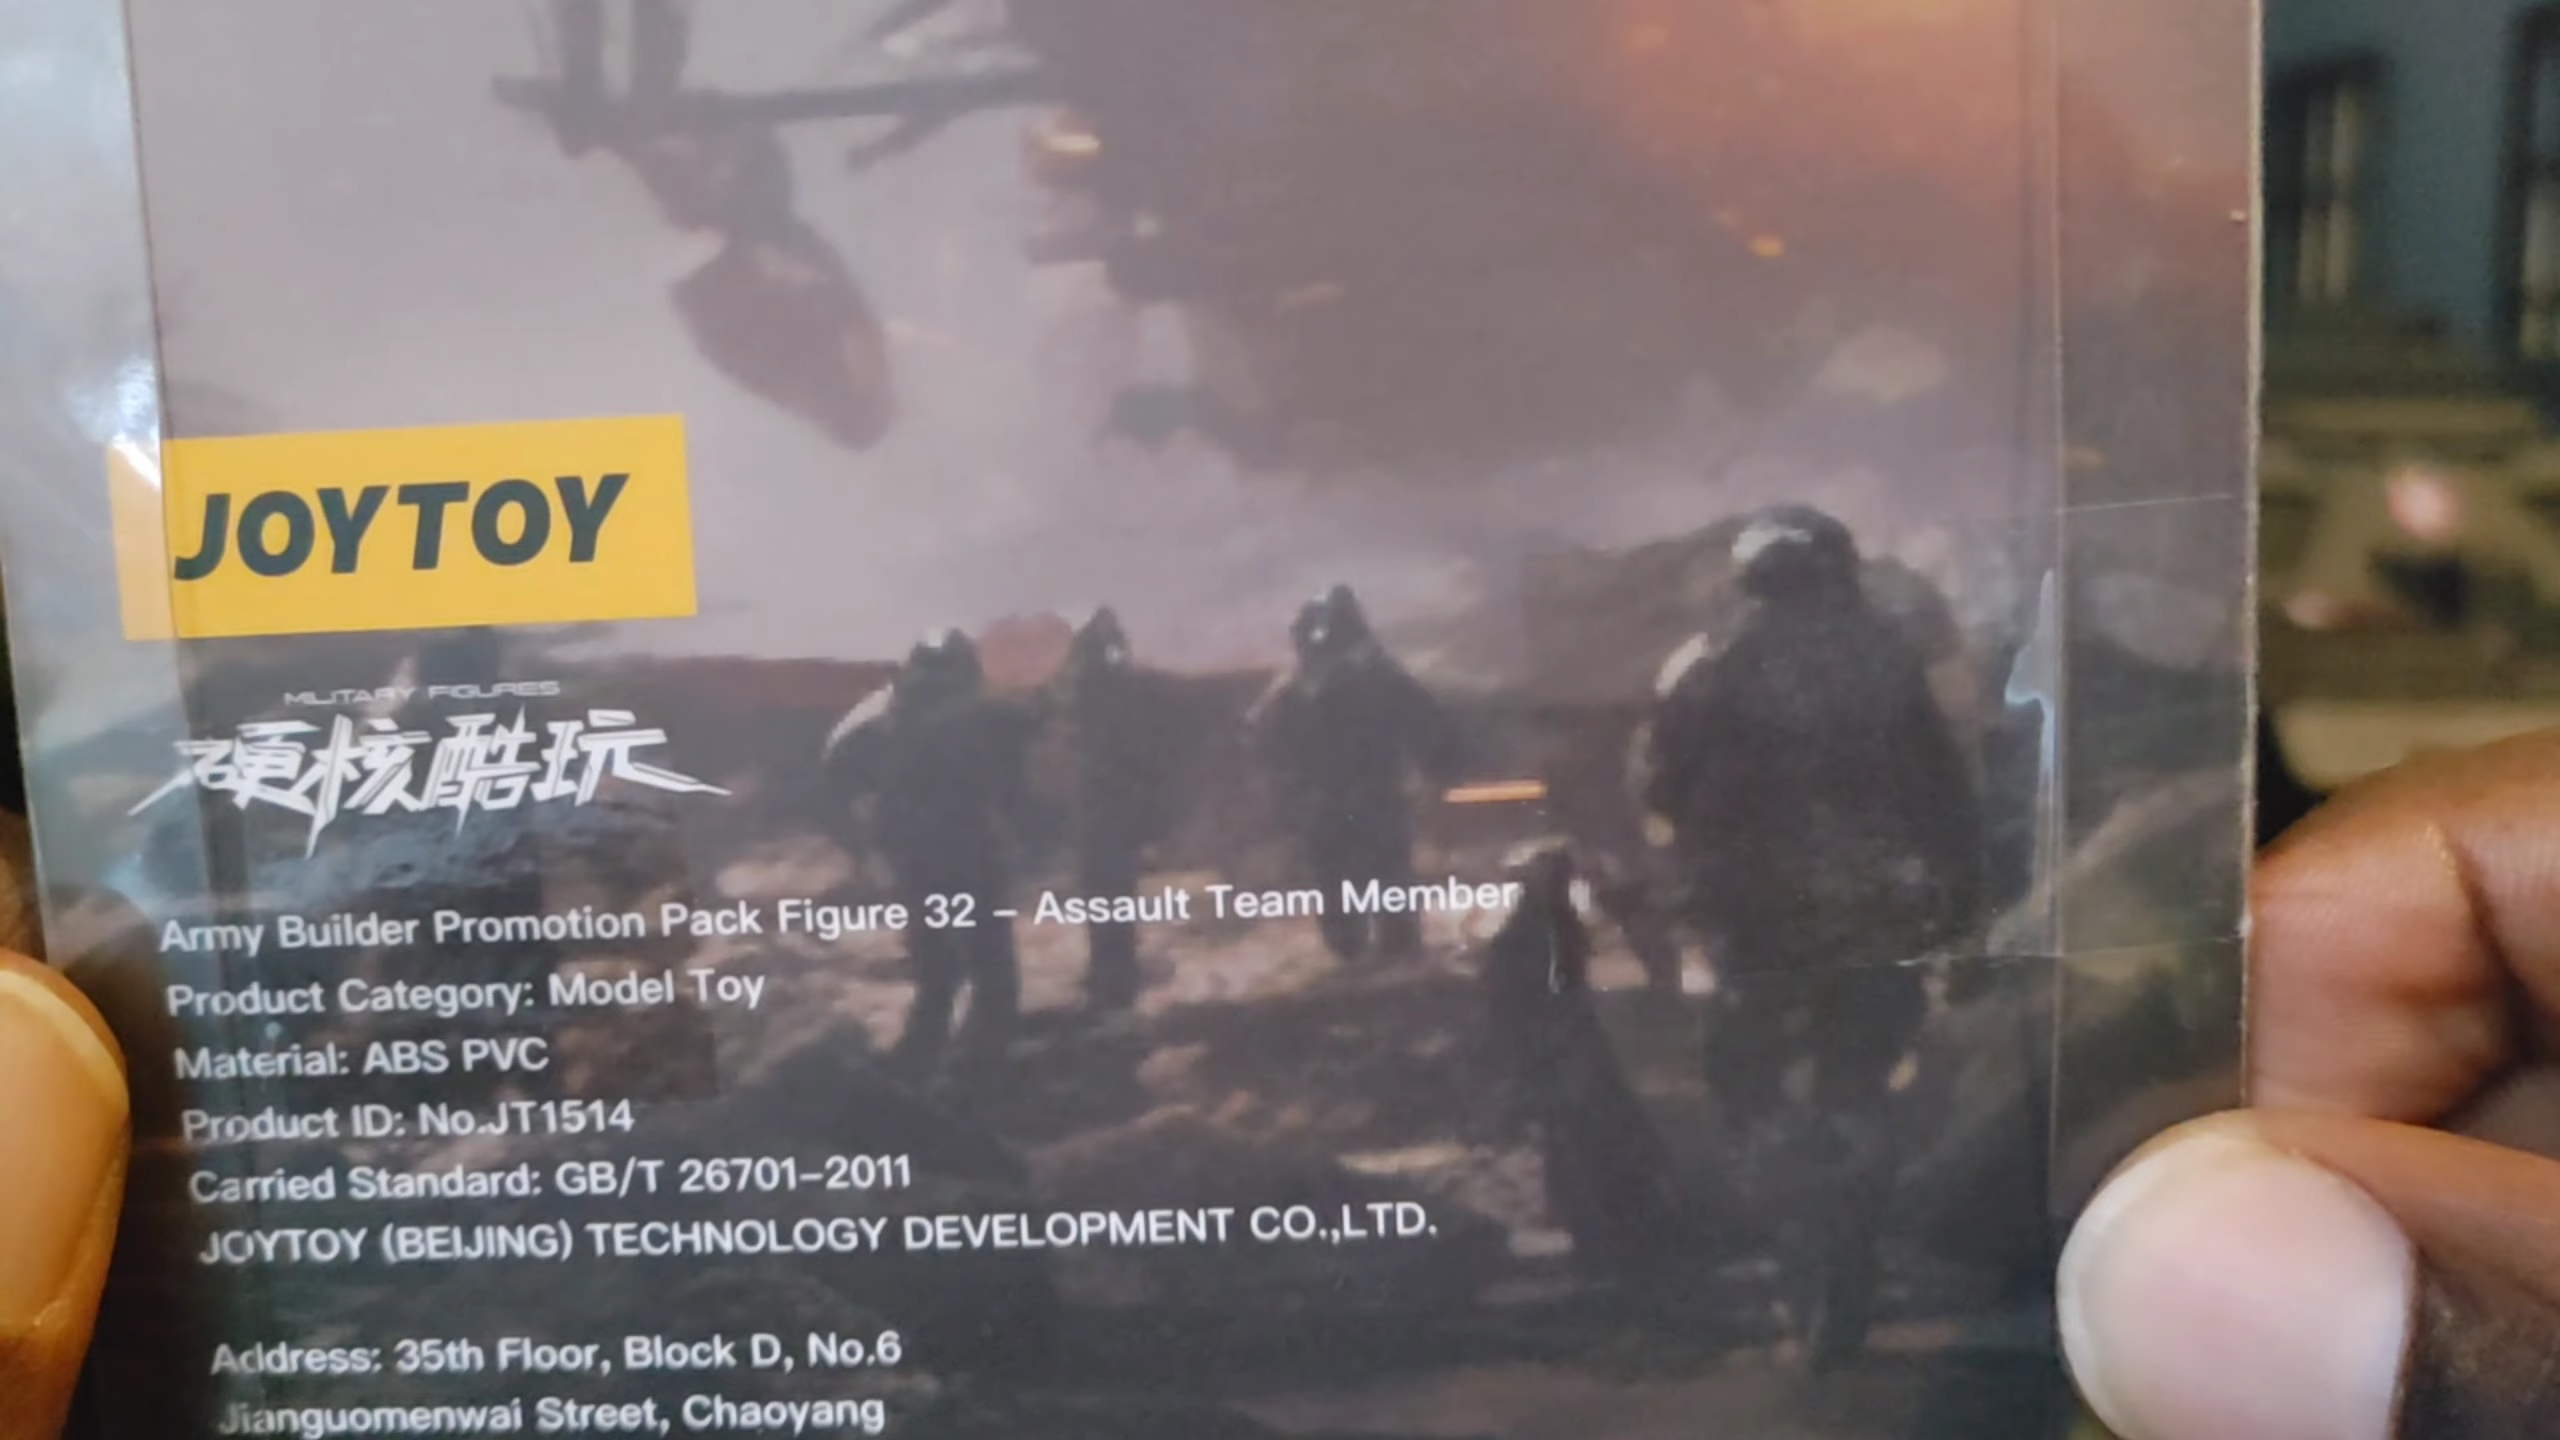 JOYTOY
MILITARY FIGURES
硬核酷玩
Army Builder Promotion Pack Figure 32 – Assault Team Member
Product Category: Model Toy
Material: ABS PVC
Product ID: No.JT1514
Carried Standard: GB/T 26701–2011
JOYTOY (BEIJING) TECHNOLOGY DEVELOPMENT CO.,LTD.
Address: 35th Floor, Block D, No.6
Jianguomenwai Street, Chaoyang